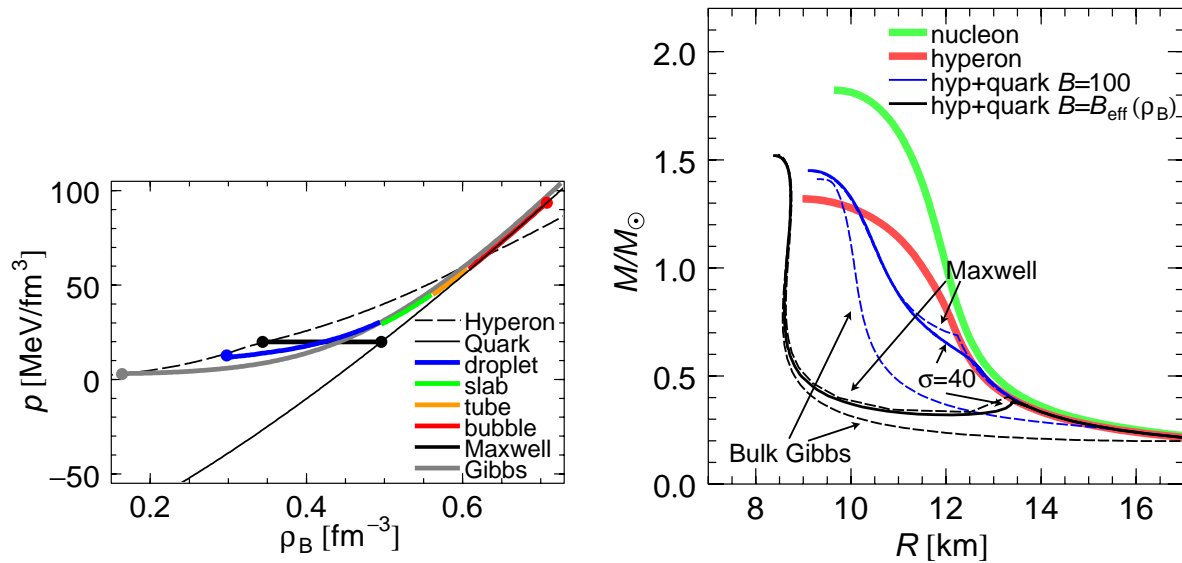 100
50
0
−50
p [MeV/fm³]
0.2
0.4
0.6
ρB [fm⁻³]
Hyperon
Quark
droplet
slab
tube
bubble
Maxwell
Gibbs
2.0
1.5
1.0
0.5
0.0
M/M⊙
8
10
12
14
16
R [km]
nucleon
hyperon
hyp+quark B=100
hyp+quark B=Beff (ρB)
Maxwell
σ=40
Bulk Gibbs